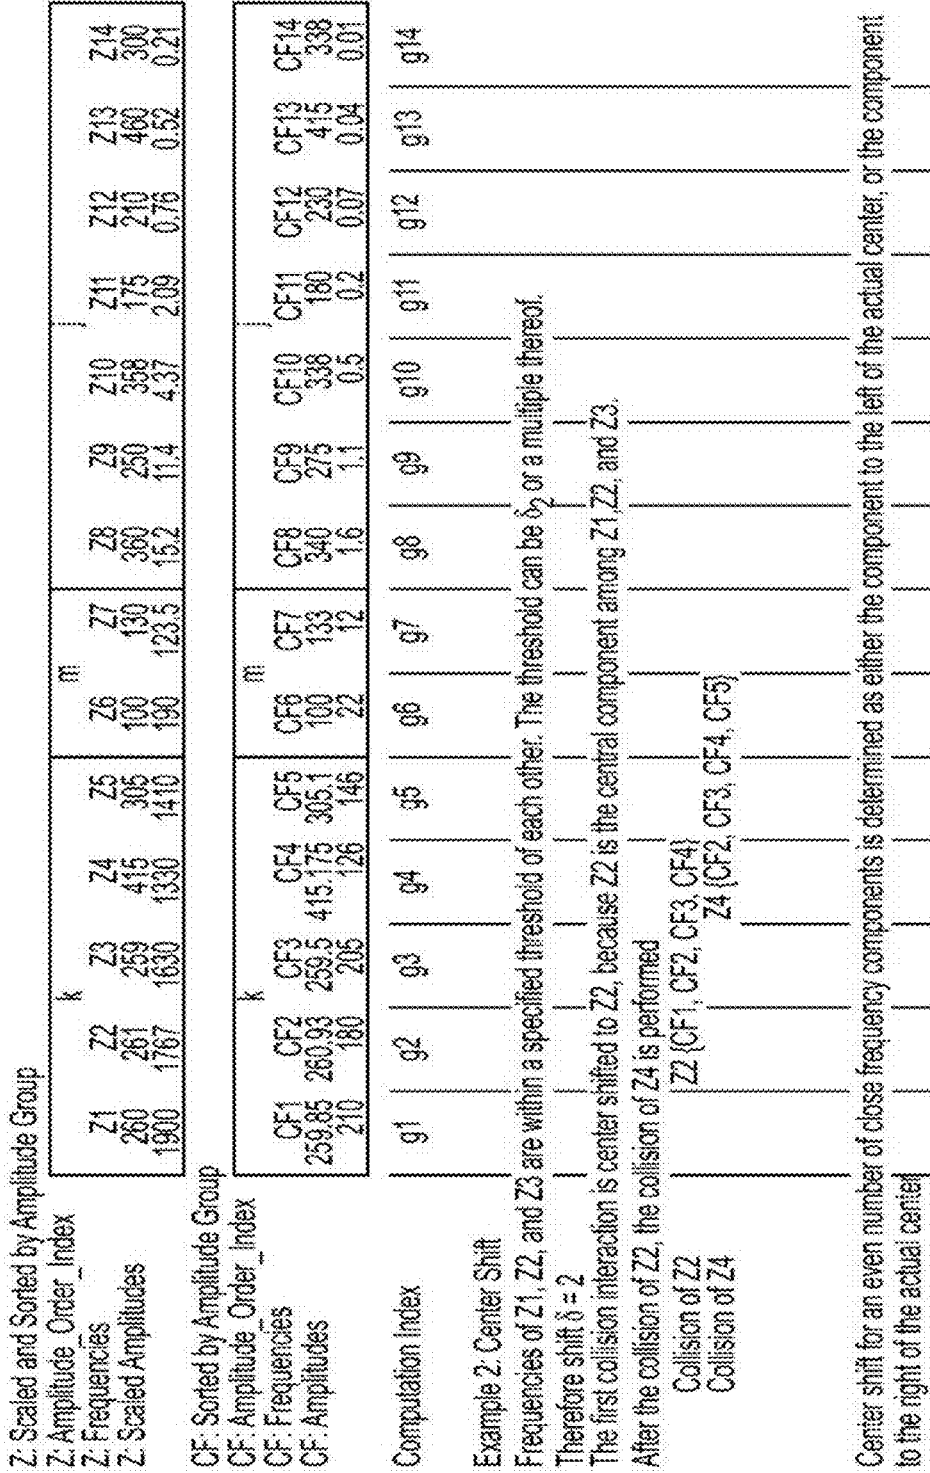 Z: Scaled and Sorted by Amplitude Group
Z: Amplitude_Order_Index Z1 Z2 k Z3 Z4 Z5 Z6 m Z7 Z8 Z9 Z10 j Z11 Z12 Z13 Z14
Z: Frequencies 260 261 259 415 305 100 130 360 250 358 175 210 460 300
Z: Scaled Amplitudes 1900 1767 1630 1330 1410 190 123.5 15.2 11.4 4.37 2.09 0.76 0.52 0.21
CF: Sorted by Amplitude Group
CF: Amplitude_Order_Index CF1 CF2 k CF3 CF4 CF5 CF6 m CF7 CF8 CF9 CF10 j CF11 CF12 CF13 CF14
CF: Frequencies 259.85 260.93 259.5 415.175 305.1 100 133 340 275 338 180 230 415 338
CF: Amplitudes 210 180 205 126 146 22 12 1.6 1.1 0.5 0.2 0.07 0.04 0.01
Computation Index g1 g2 g3 g4 g5 g6 g7 g8 g9 g10 g11 g12 g13 g14
Example 2: Center Shift
Frequencies of Z1, Z2, and Z3 are within a specified threshold of each other. The threshold can be δ2 or a multiple thereof.
Therefore shift δ = 2
The first collision interaction is center shifted to Z2, because Z2 is the central component among Z1,Z2, and Z3.
After the collision of Z2, the collision of Z4 is performed
Collision of Z2 Z2 {CF1, CF2, CF3, CF4}
Collision of Z4 Z4 {CF2, CF3, CF4, CF5}
Center shift for an even number of close frequency components is determined as either the component to the left of the actual center, or the component
to the right of the actual center